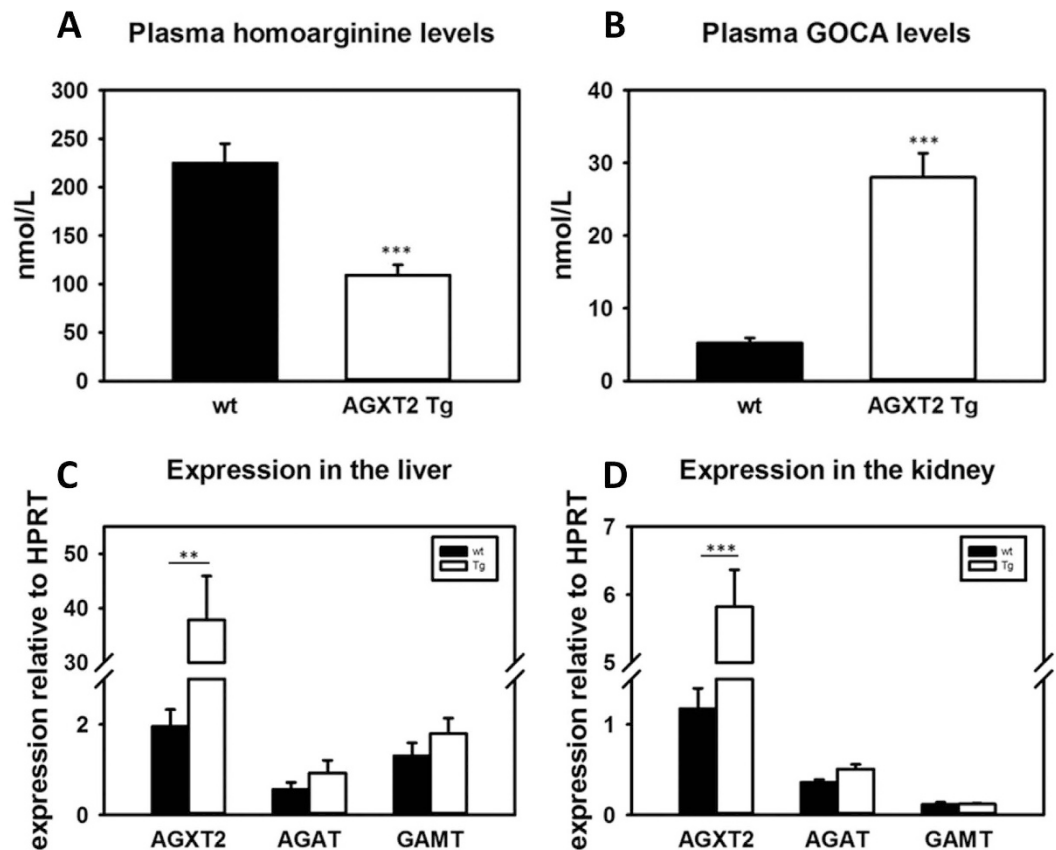 A Plasma homoarginine levels
nmol/L
300
250
200
150
100
50
0
***
wt AGXT2 Tg
B Plasma GOCA levels
nmol/L
40
30
20
10
0
***
wt AGXT2 Tg
C Expression in the liver
expression relative to HPRT
50
40
30
2
0
**
wt
Tg
AGXT2 AGAT GAMT
D Expression in the kidney
expression relative to HPRT
7
6
5
1
0
***
wt
Tg
AGXT2 AGAT GAMT